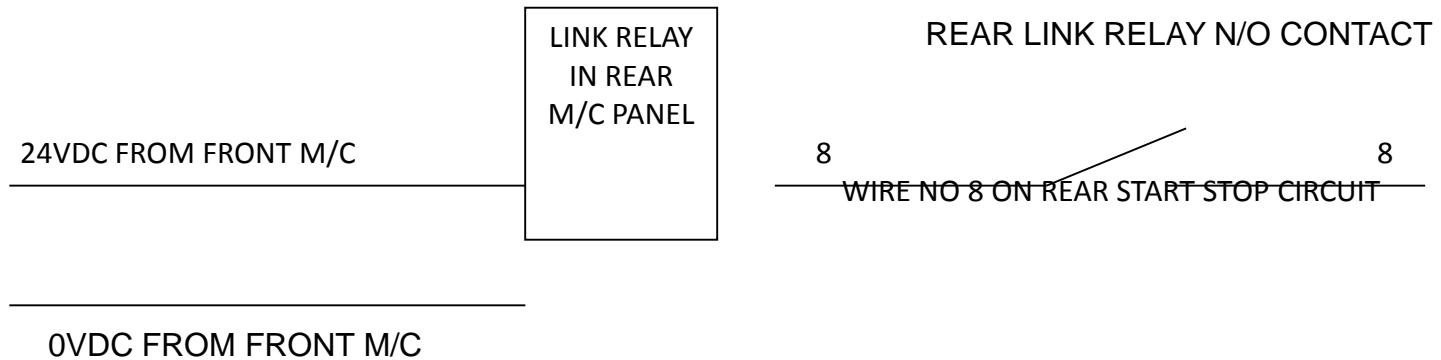 LINK RELAY
IN REAR
M/C PANEL
REAR LINK RELAY N/O CONTACT
24VDC FROM FRONT M/C
8
8
WIRE NO 8 ON REAR START STOP CIRCUIT
0VDC FROM FRONT M/C